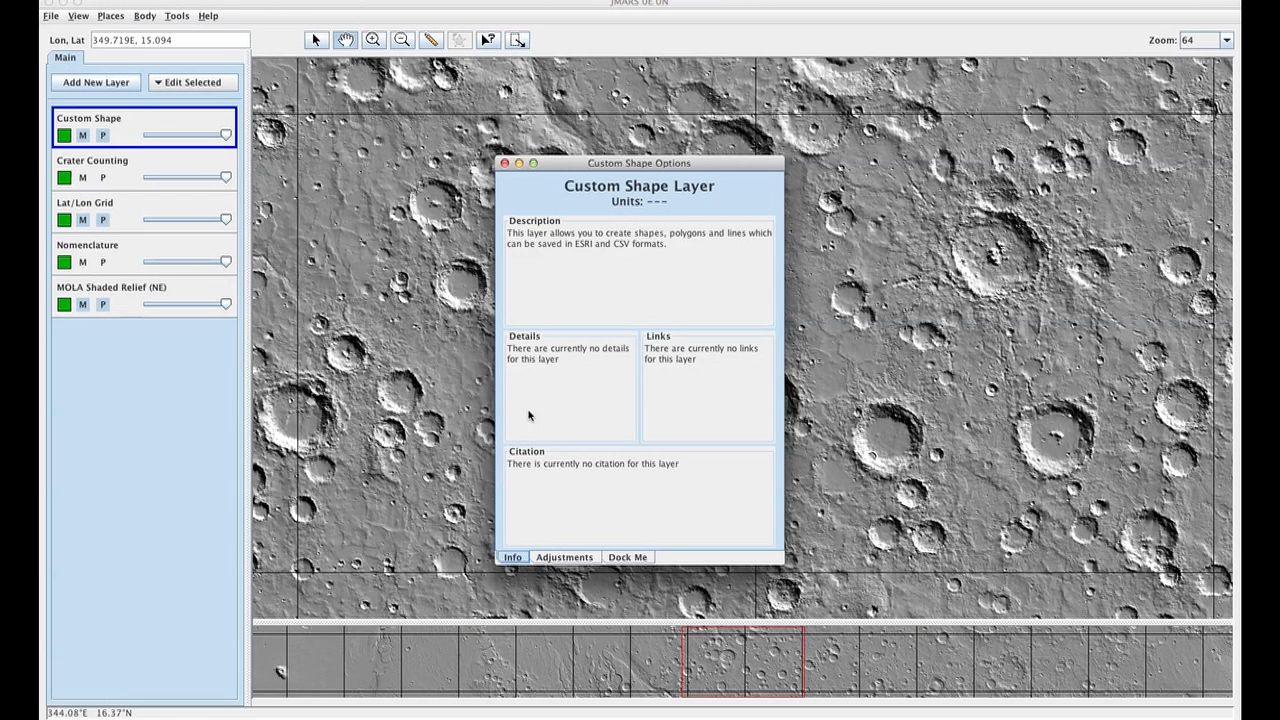 File View Places Body Tools Help
Lon, Lat 349.719E, 15.094
Zoom: 64
Main
Add New Layer Edit Selected
Custom Shape
M P
Crater Counting
M P
Lat/Lon Grid
M P
Nomenclature
M P
MOLA Shaded Relief (NE)
M P
Custom Shape Options
Custom Shape Layer
Units: ---
Description
This layer allows you to create shapes, polygons and lines which
can be saved in ESRI and CSV formats.
Details
There are currently no details
for this layer
Links
There are currently no links
for this layer
Citation
There is currently no citation for this layer
Info Adjustments Dock Me
344.08°E 16.37°N